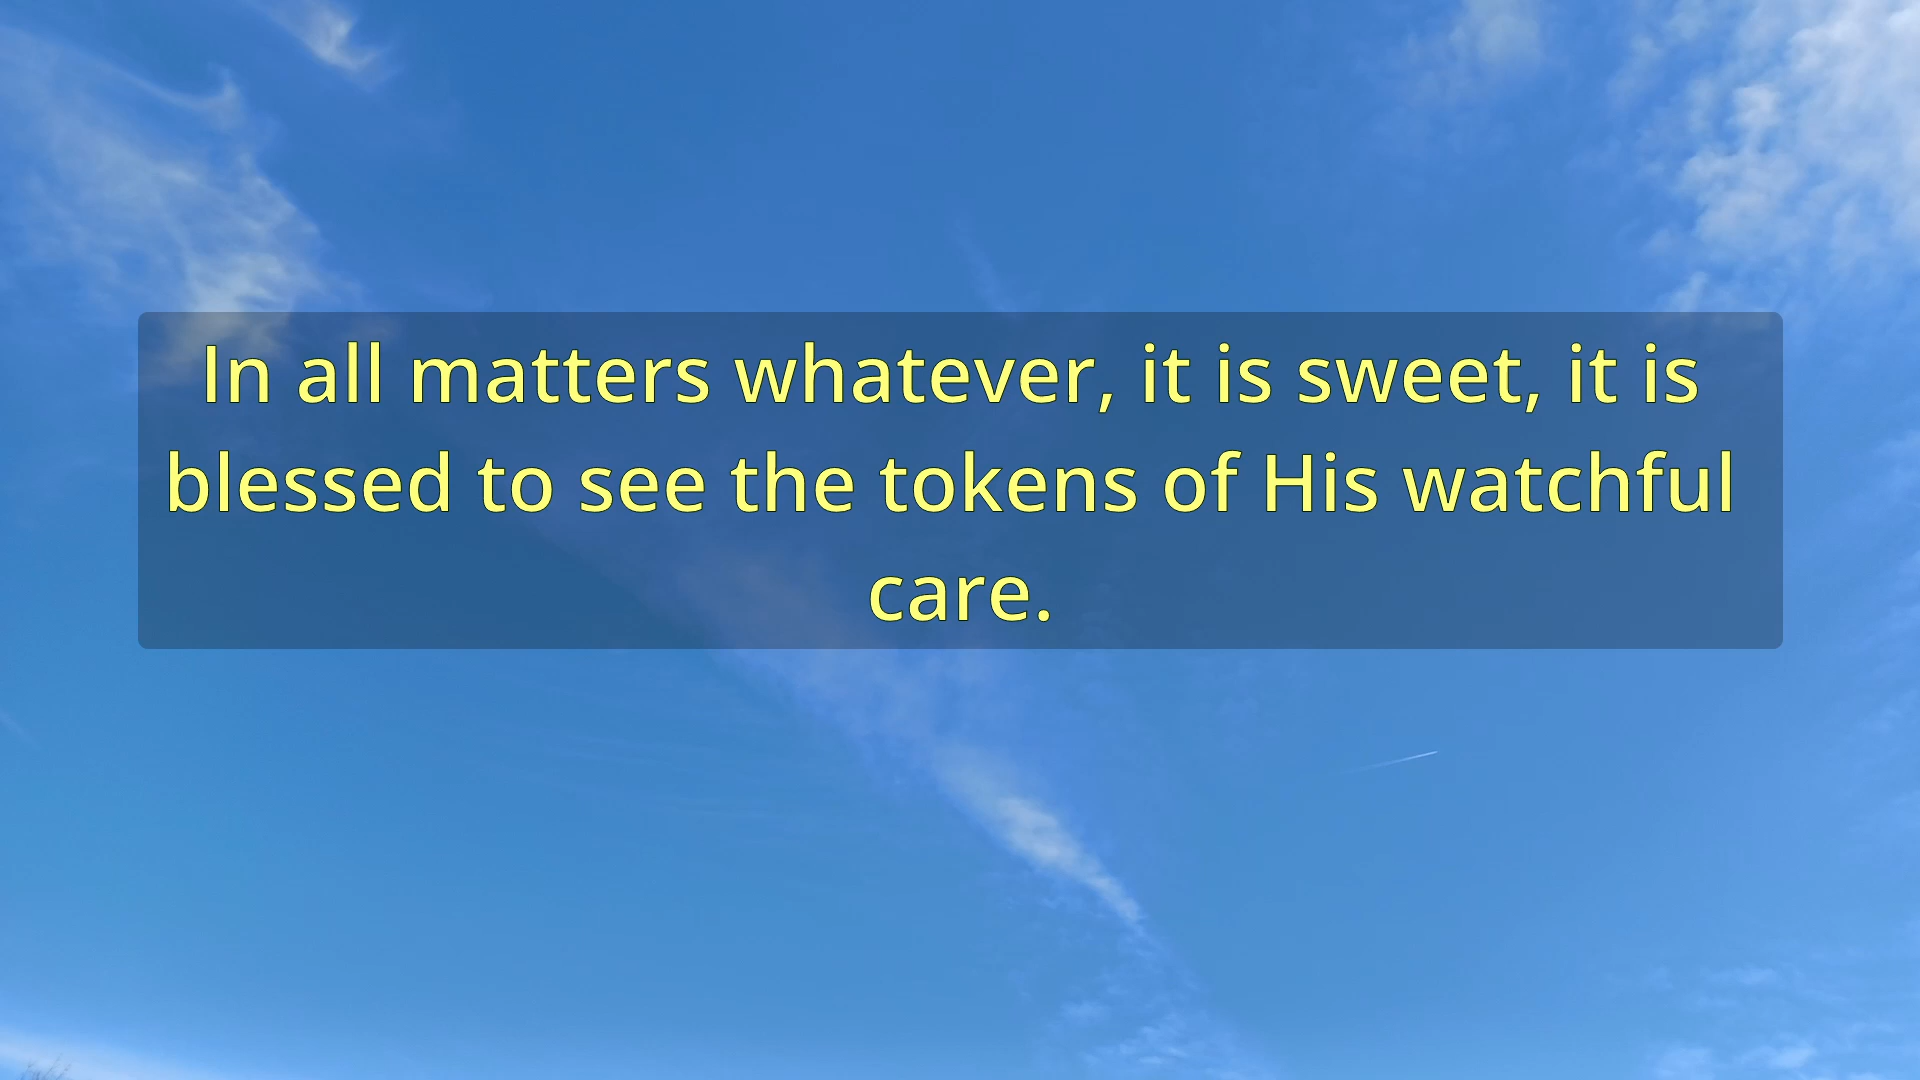 In all matters whatever, it is sweet, it is
blessed to see the tokens of His watchful
care.